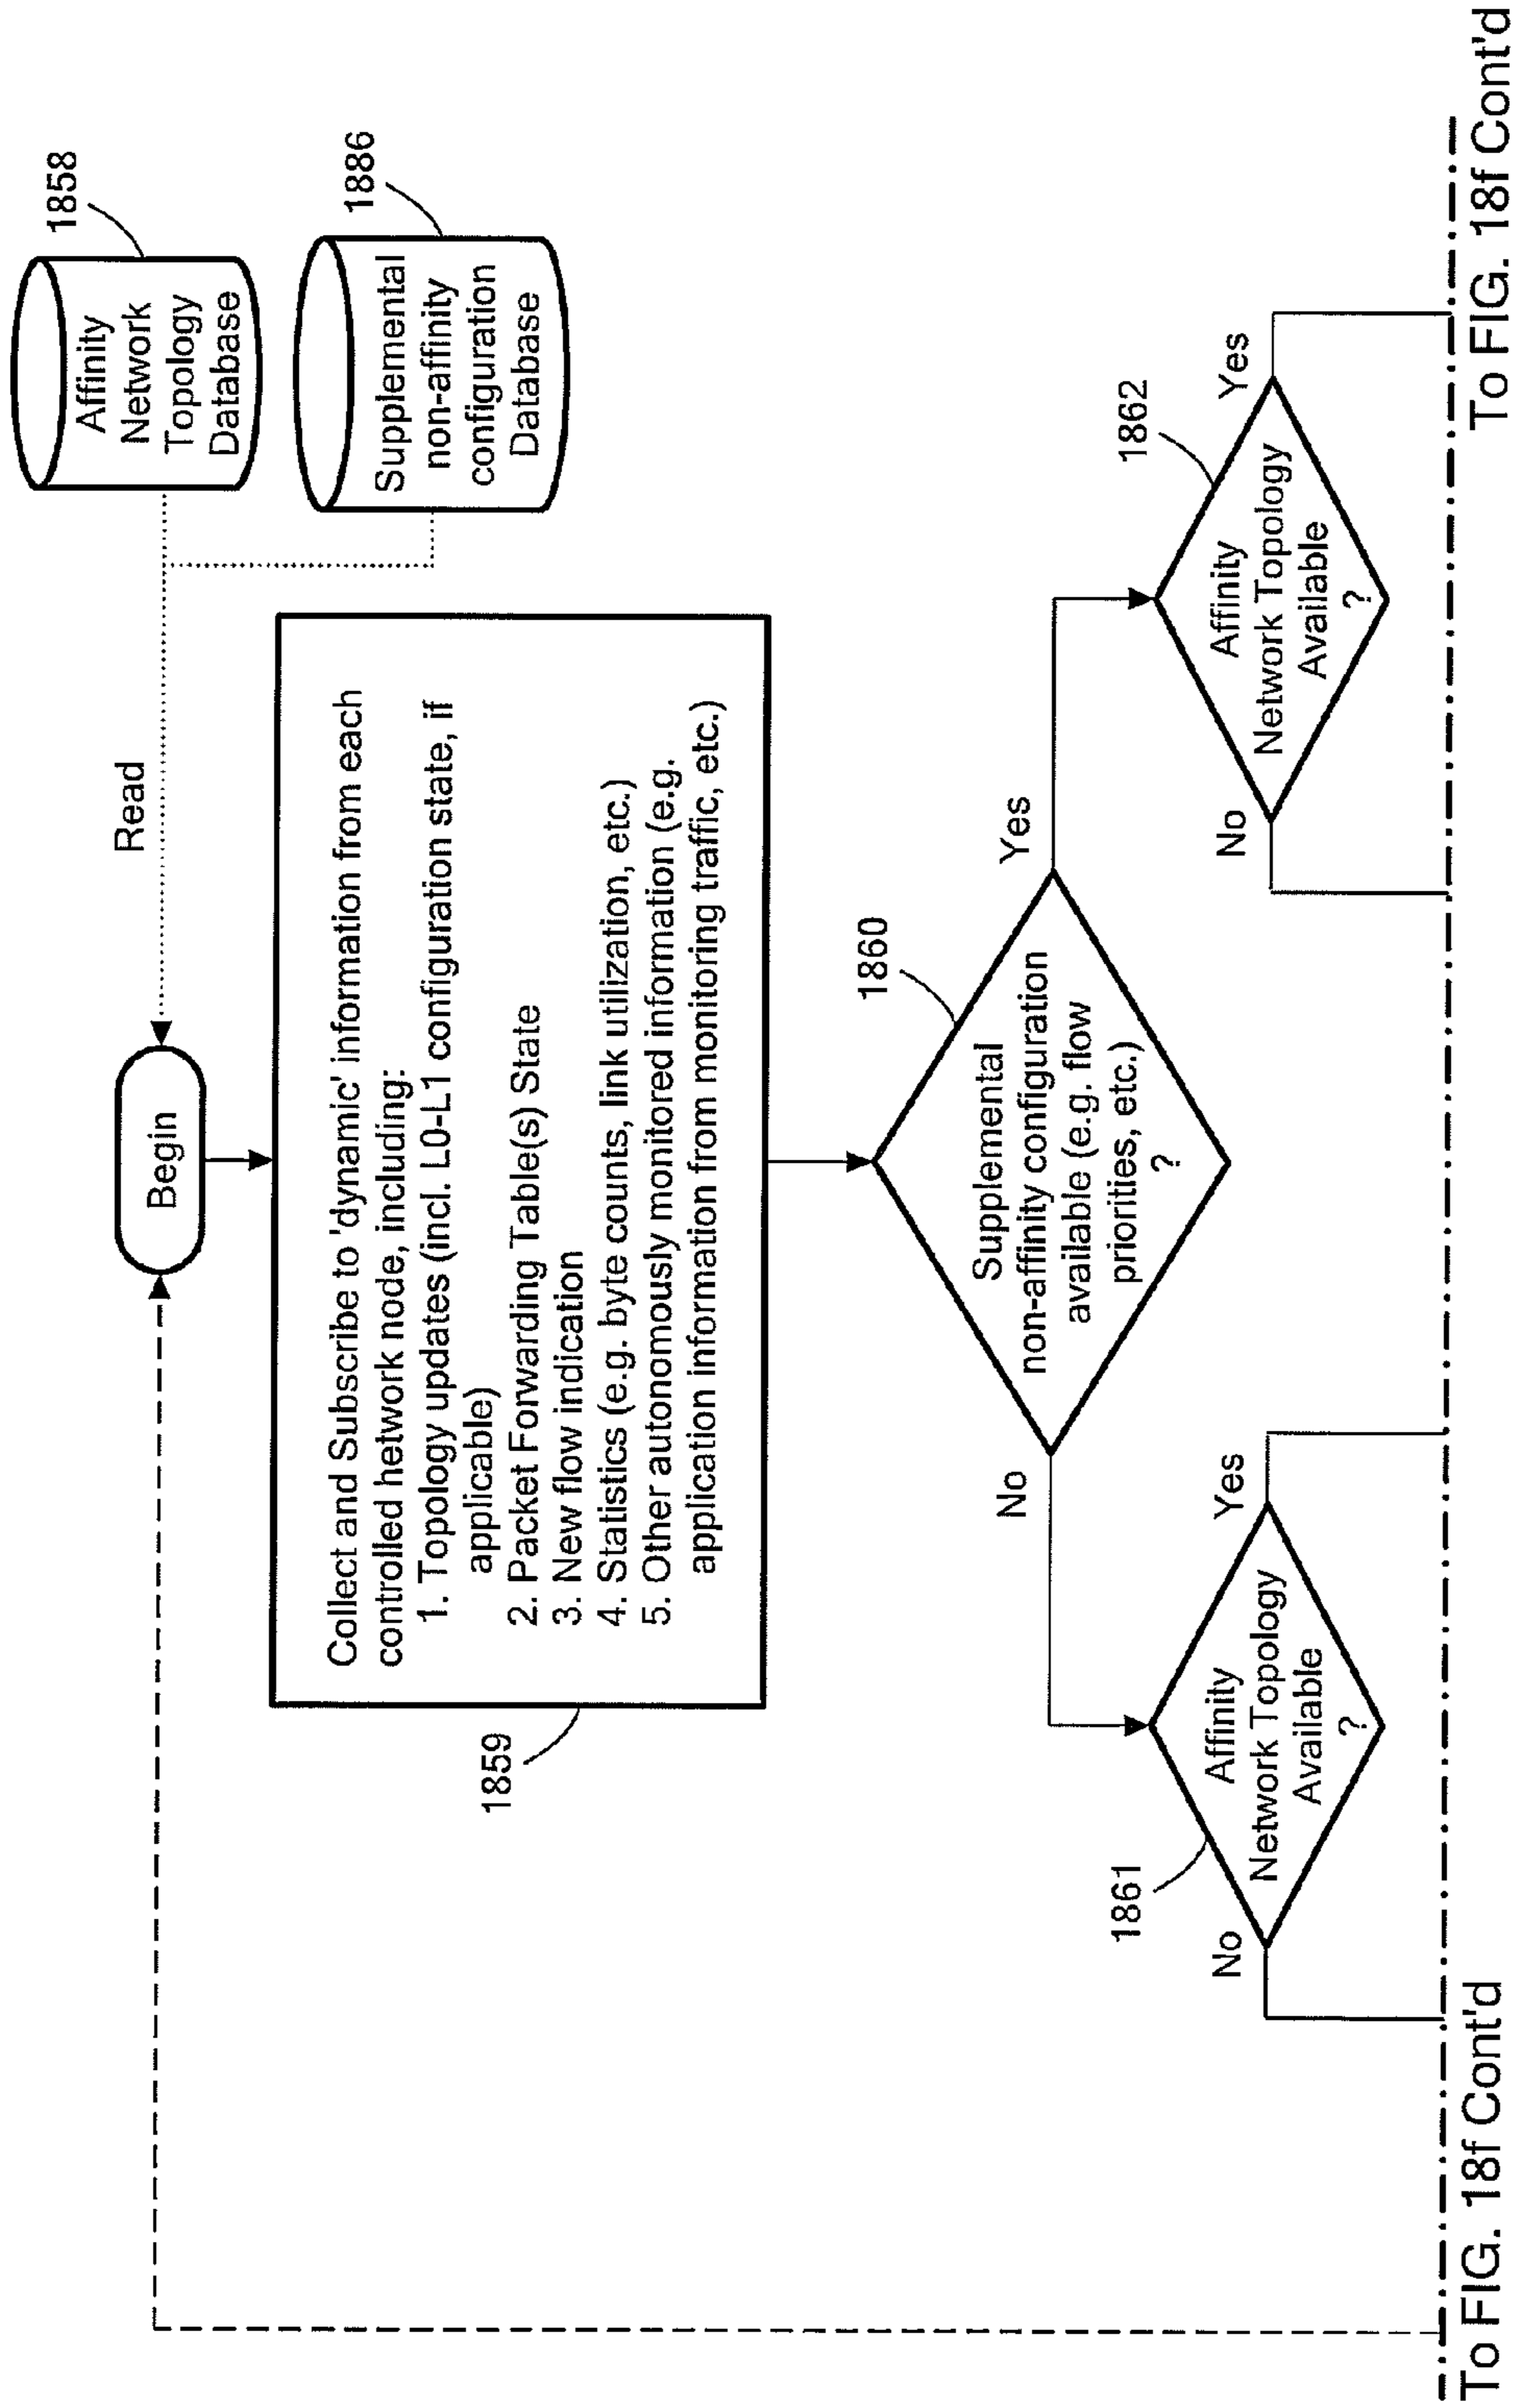 1858
Affinity
Network
Topology
Database
1886
Supplemental
non-affinity
configuration
Database
Read
Begin
1859
Collect and Subscribe to 'dynamic' information from each
controlled network node, including:
1. Topology updates (incl. L0-L1 configuration state, if
applicable)
2. Packet Forwarding Table(s) State
3. New flow indication
4. Statistics (e.g. byte counts, link utilization, etc.)
5. Other autonomously monitored information (e.g.
application information from monitoring traffic, etc.)
1860
Supplemental
non-affinity configuration
available (e.g. flow
priorities, etc.)
?
No
Yes
1861
Affinity
Network Topology
Available
?
No
Yes
1862
Affinity
Network Topology
Available
?
No
Yes
To FIG. 18f Cont'd
To FIG. 18f Cont'd